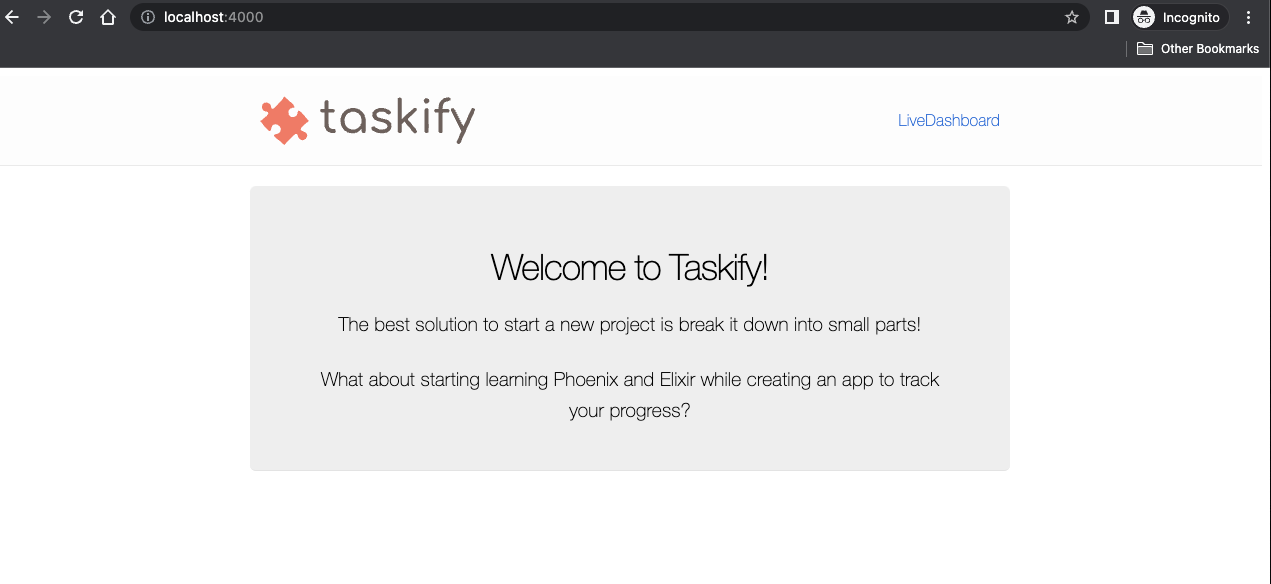 localhost:4000
Incognito
Other Bookmarks
taskify
LiveDashboard
Welcome to Taskify!
The best solution to start a new project is break it down into small parts!
What about starting learning Phoenix and Elixir while creating an app to track
your progress?